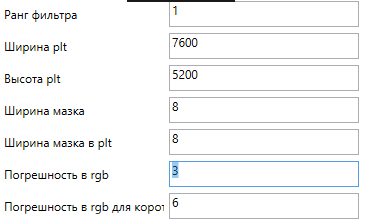 Ранг фильтра 1
Ширина plt 7600
Высота plt 5200
Ширина мазка 8
Ширина мазка в plt 8
Погрешность в rgb 3
Погрешность в rgb для корот 6